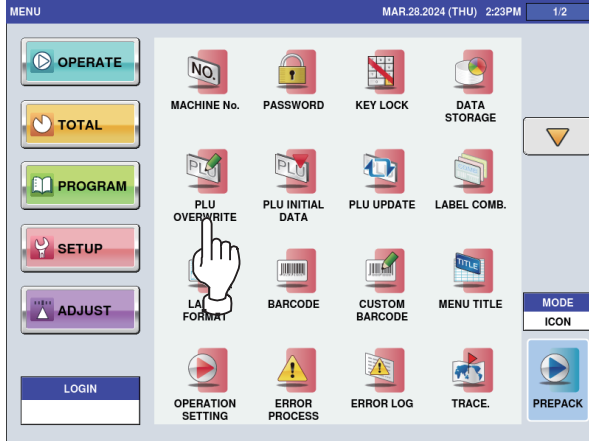 MENU
MAR.28.2024 (THU) 2:23PM
1/2
OPERATE
TOTAL
PROGRAM
SETUP
ADJUST
LOGIN
NO.
MACHINE No.
PASSWORD
KEY LOCK
DATA
STORAGE
PLU
PLU
OVERWRITE
PLU
PLU INITIAL
DATA
PLU UPDATE
LABEL COMB.
FORMAT
BARCODE
CUSTOM
BARCODE
TITLE
MENU TITLE
OPERATION
SETTING
ERROR
PROCESS
ERROR LOG
TRACE.
MODE
ICON
PREPACK